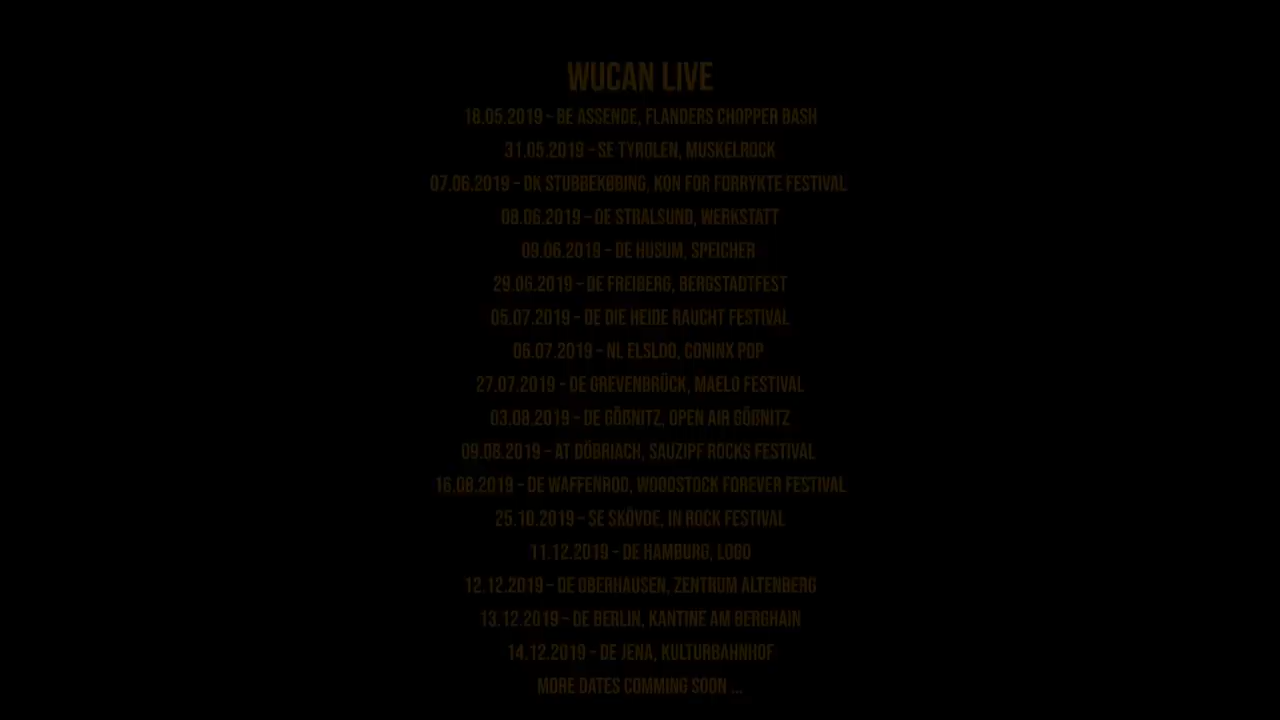 WUCAN LIVE
18.05.2019 - BE ASSENDE, FLANDERS CHOPPER BASH
31.05.2019 - SE TYROLEN, MUSKELROCK
07.06.2019 - DK STUBBEKØBING, KON FOR FORRYKTE FESTIVAL
08.06.2019 - DE STRALSUND, WERKSTATT
09.06.2019 - DE HUSUM, SPEICHER
29.06.2019 - DE FREIBERG, BERGSTADTFEST
05.07.2019 - DE DIE HEIDE RAUCHT FESTIVAL
06.07.2019 - NL ELSLOO, CONINX POP
27.07.2019 - DE GREVENBRÜCK, MAELO FESTIVAL
03.08.2019 - DE GÖßNITZ, OPEN AIR GÖßNITZ
09.08.2019 - AT DÖBRIACH, SAUZIPF ROCKS FESTIVAL
16.08.2019 - DE WAFFENROD, WOODSTOCK FOREVER FESTIVAL
25.10.2019 - SE SKÖVDE, IN ROCK FESTIVAL
11.12.2019 - DE HAMBURG, LOGO
12.12.2019 - DE OBERHAUSEN, ZENTRUM ALTENBERG
13.12.2019 - DE BERLIN, KANTINE AM BERGHAIN
14.12.2019 - DE JENA, KULTURBAHNHOF
MORE DATES COMMING SOON ...